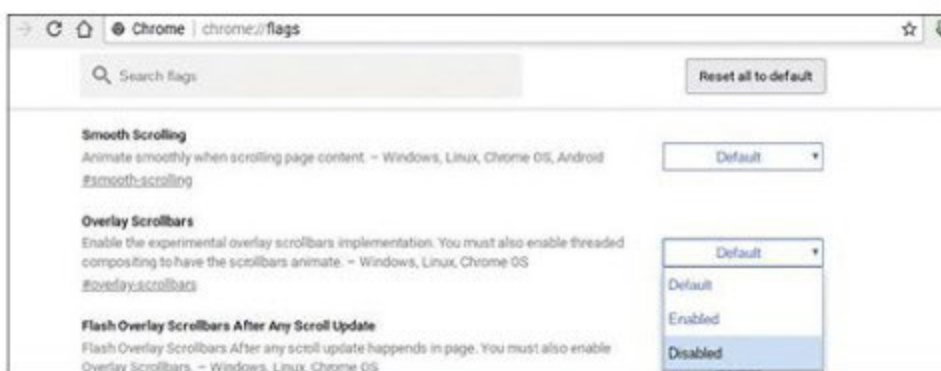 Chrome | chrome://flags
Search flags
Reset all to default
Smooth Scrolling
Animate smoothly when scrolling page content. – Windows, Linux, Chrome OS, Android
#smooth-scrolling
Default
Overlay Scrollbars
Enable the experimental overlay scrollbars implementation. You must also enable threaded
compositing to have the scrollbars animate. – Windows, Linux, Chrome OS
#overlay-scrollbars
Default
Default
Enabled
Disabled
Flash Overlay Scrollbars After Any Scroll Update
Flash Overlay Scrollbars After any scroll update happends in page. You must also enable
Overlay Scrollbars. – Windows, Linux, Chrome OS